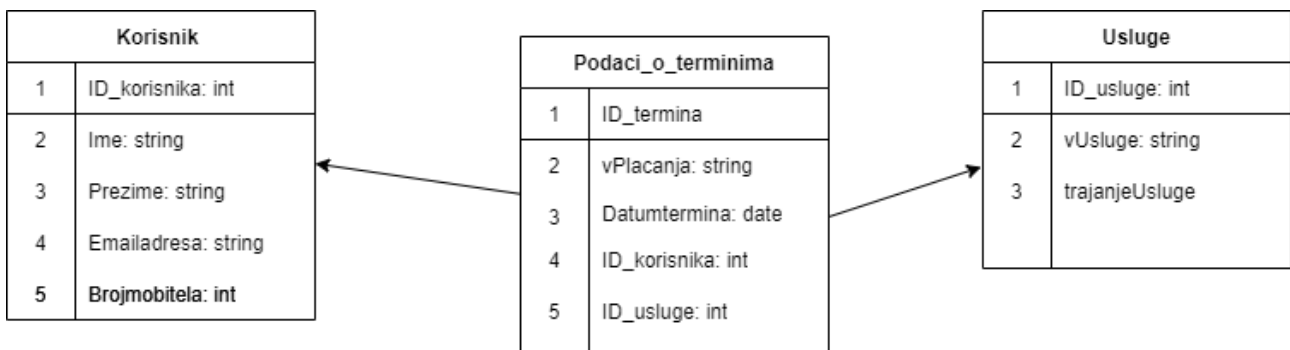 Korisnik
1 ID_korisnika: int
2 Ime: string
3 Prezime: string
4 Emailadresa: string
5 Brojmobitela: int
Podaci_o_terminima
1 ID_termina
2 vPlacanja: string
3 Datumtermina: date
4 ID_korisnika: int
5 ID_usluge: int
Usluge
1 ID_usluge: int
2 vUsluge: string
3 trajanjeUsluge